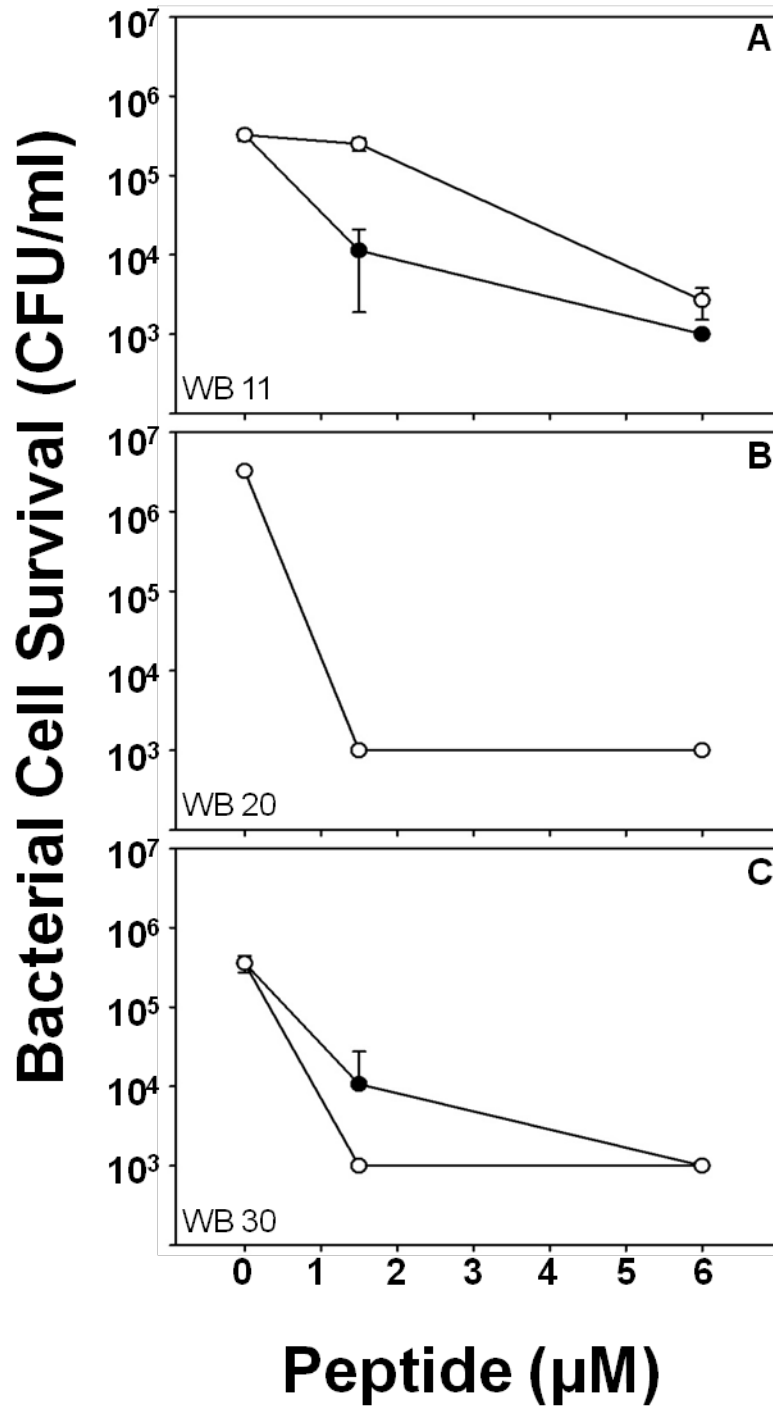 Bacterial Cell Survival (CFU/ml)
A
10⁷
10⁶
10⁵
10⁴
10³
WB 11
B
10⁷
10⁶
10⁵
10⁴
10³
WB 20
C
10⁷
10⁶
10⁵
10⁴
10³
WB 30
0 1 2 3 4 5 6
Peptide (µM)